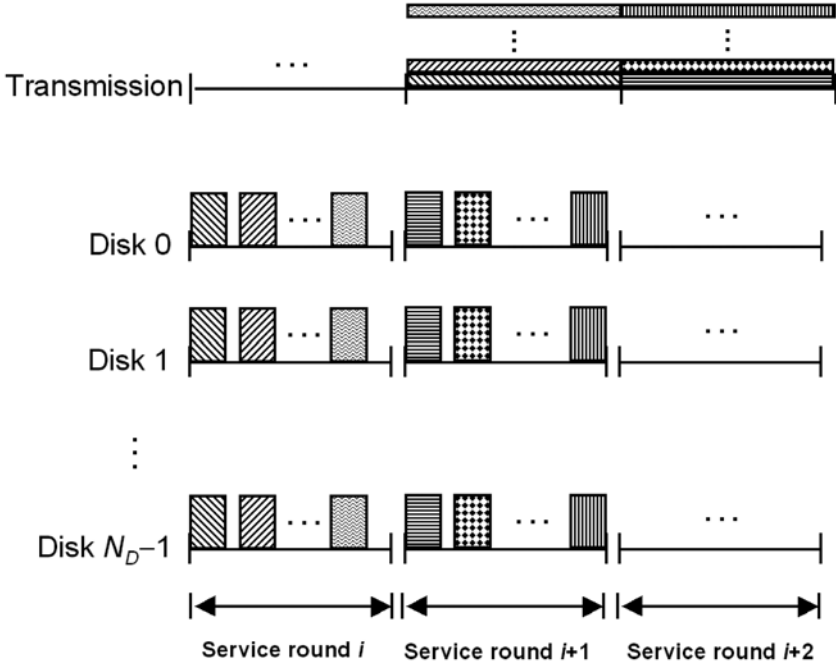 Transmission
Disk 0
Disk 1
Disk N_D−1
Service round i
Service round i+1
Service round i+2